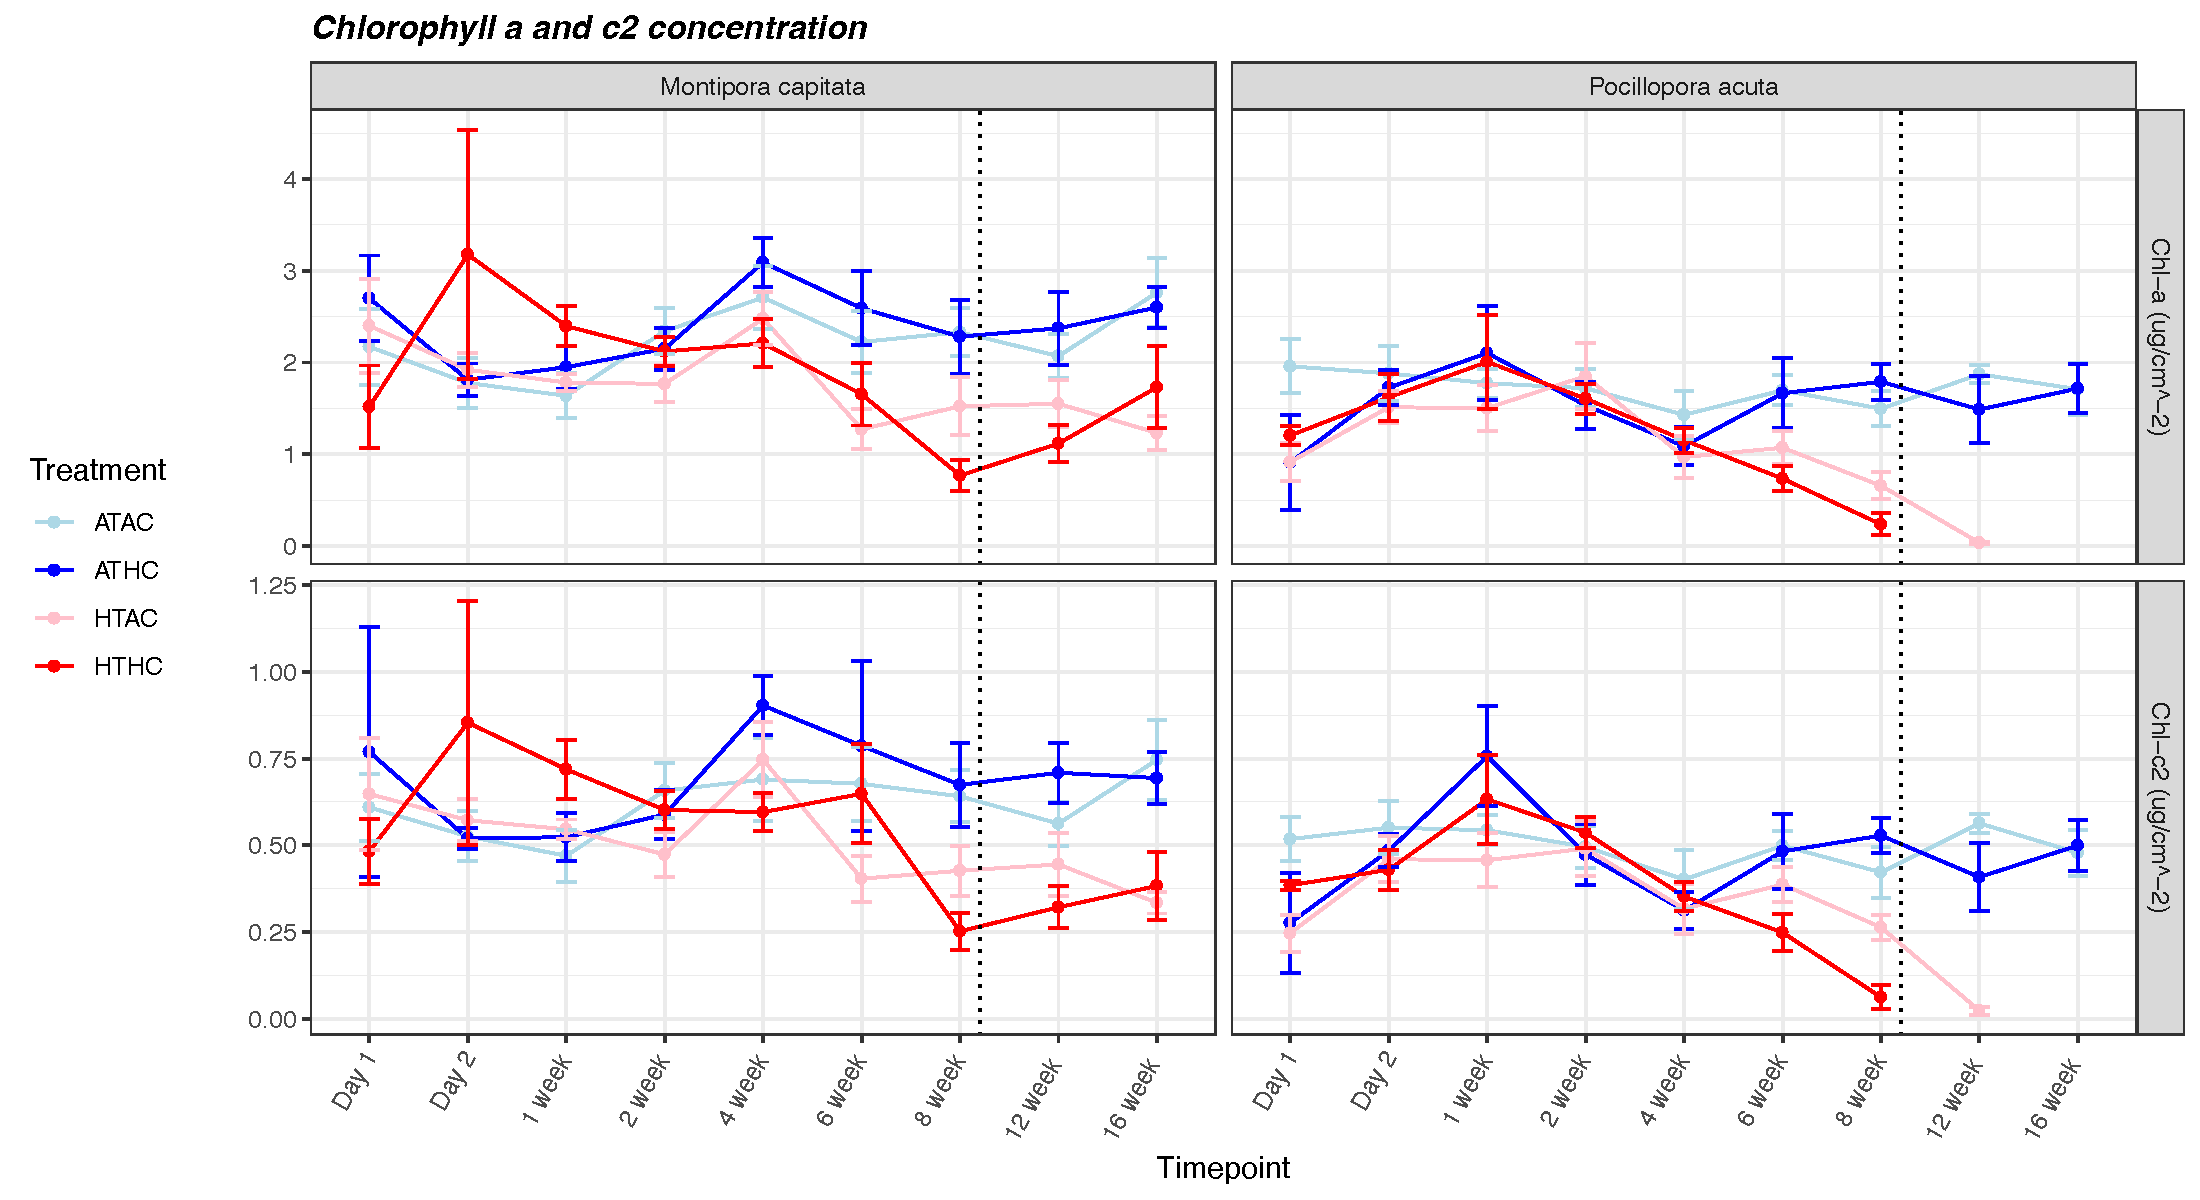 Chlorophyll a and c2 concentration
Montipora capitata
Pocillopora acuta
4
3
2
1
0
Chl−a (ug/cm^−2)
1.25
1.00
0.75
0.50
0.25
0.00
Chl−c2 (ug/cm^−2)
Day 1
Day 2
1 week
2 week
4 week
6 week
8 week
12 week
16 week
Day 1
Day 2
1 week
2 week
4 week
6 week
8 week
12 week
16 week
Timepoint
Treatment
ATAC
ATHC
HTAC
HTHC